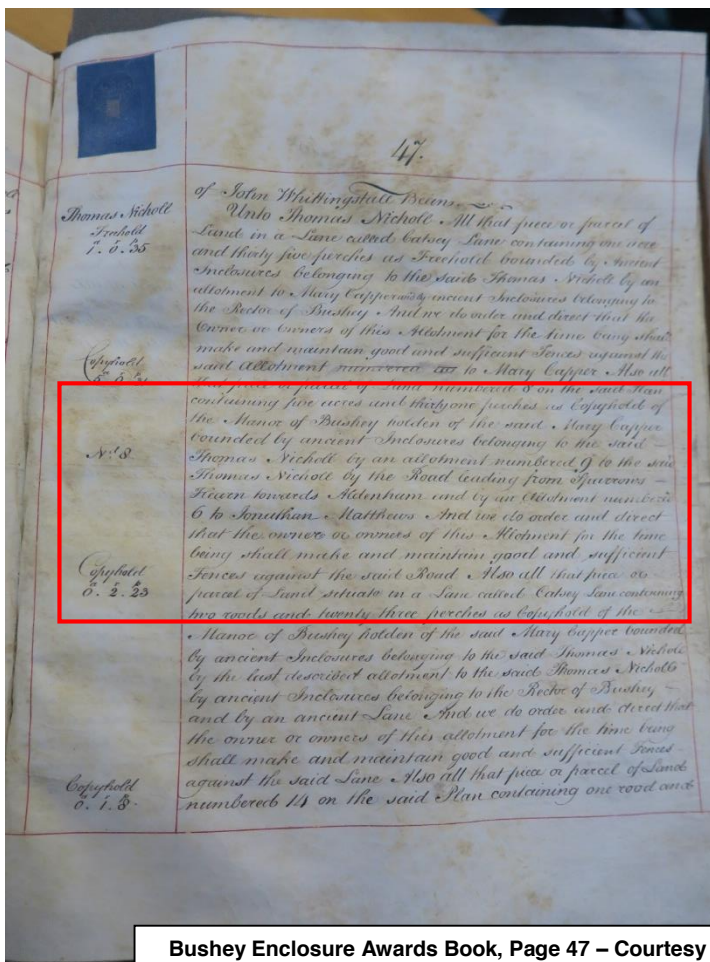 47.
of John Whittingstall Bearn
Thomas Nicholl
Freehold
1. 0. 35
Unto Thomas Nicholl All that piece or parcel of
Land in a Lane called Catsey Lane containing one acre
and thirty five perches as Freehold bounded by Ancient
Inclosures belonging to the said Thomas Nicholl by an
allotment to Mary Capper and by ancient Inclosures belonging to
the Rector of Bushey And we do order and direct that the
Owner or Owners of this Allotment for the time being shall
make and maintain good and sufficient Fences against the
Copyhold
said Allotment to Mary Capper Also all
that piece or parcel of Land numbered 8 on the said Plan
containing five acres and thirty one perches as Copyhold of
the Manor of Bushey holden of the said Mary Capper
bounded by ancient Inclosures belonging to the said
No. 8
Thomas Nicholl by an allotment numbered 9 to the said
Thomas Nicholl by the Road leading from Sparrows
Hearn towards Aldenham and by an Allotment numbered
6 to Jonathan Matthews And we do order and direct
that the owner or owners of this Allotment for the time
being shall make and maintain good and sufficient
Copyhold
0. 2. 23
Fences against the said Road Also all that piece or
parcel of Land situate in a Lane called Catsey Lane containing
two roods and twenty three perches as Copyhold of the
Manor of Bushey holden of the said Mary Capper bounded
by ancient Inclosures belonging to the said Thomas Nicholl
by the last described allotment to the said Thomas Nicholl
by ancient Inclosures belonging to the Rector of Bushey
and by an ancient Lane And we do order and direct that
the owner or owners of this allotment for the time being
shall make and maintain good and sufficient Fences
Copyhold
0. 1. 8
against the said Lane Also all that piece or parcel of Land
numbered 14 on the said Plan containing one rood and
Bushey Enclosure Awards Book, Page 47 – Courtesy